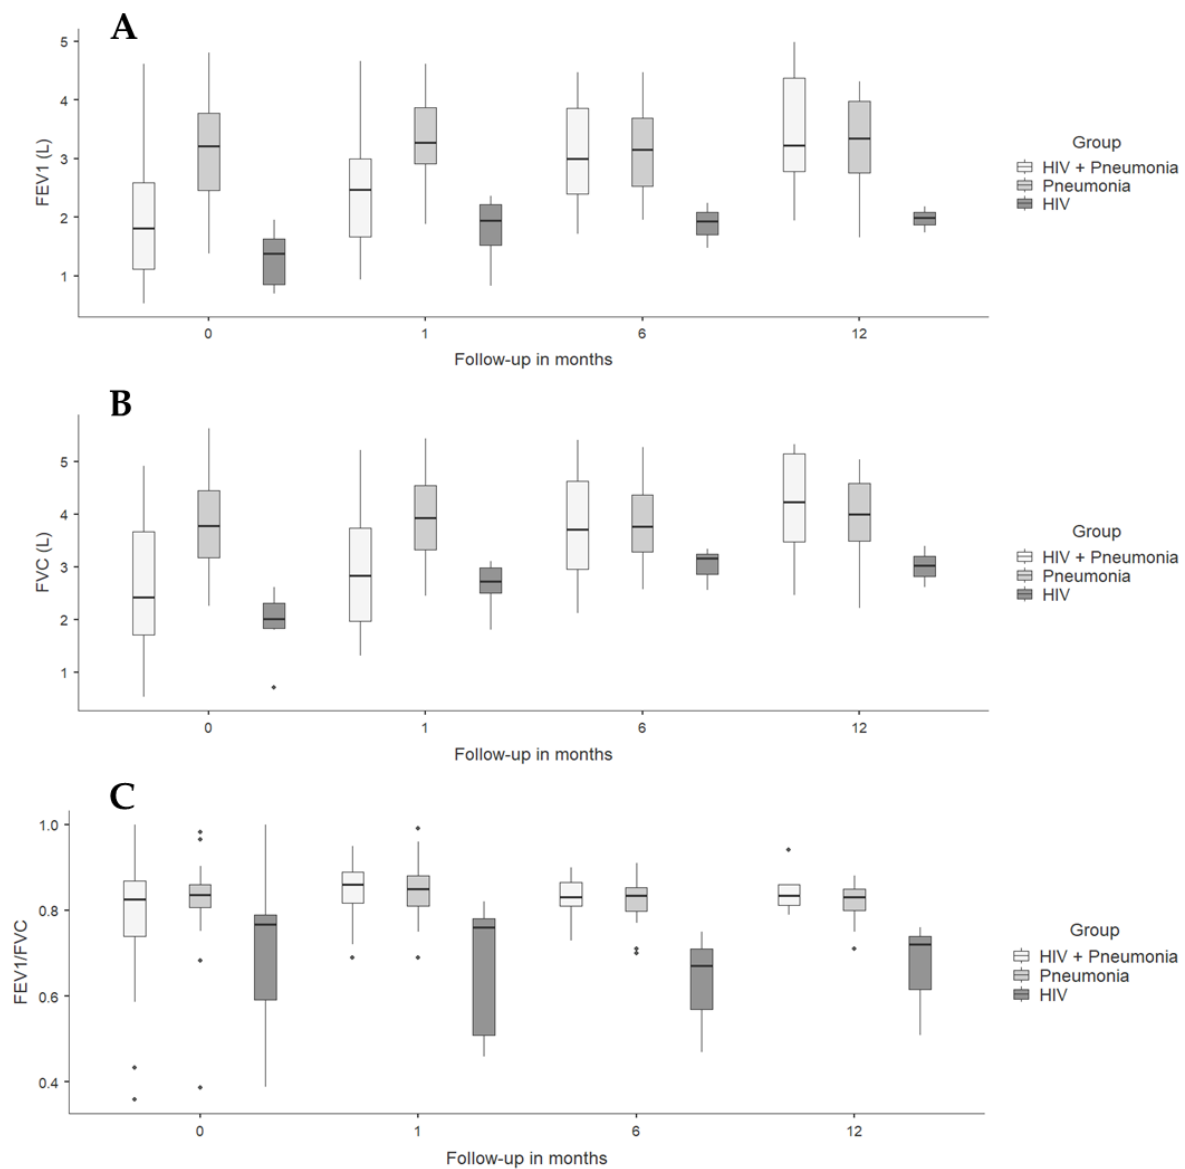 A
5
4
3
2
1
FEV1 (L)
0 1 6 12
Follow-up in months
Group
HIV + Pneumonia
Pneumonia
HIV
B
5
4
3
2
1
FVC (L)
0 1 6 12
Follow-up in months
Group
HIV + Pneumonia
Pneumonia
HIV
C
1.0
0.8
0.6
0.4
FEV1/FVC
0 1 6 12
Follow-up in months
Group
HIV + Pneumonia
Pneumonia
HIV